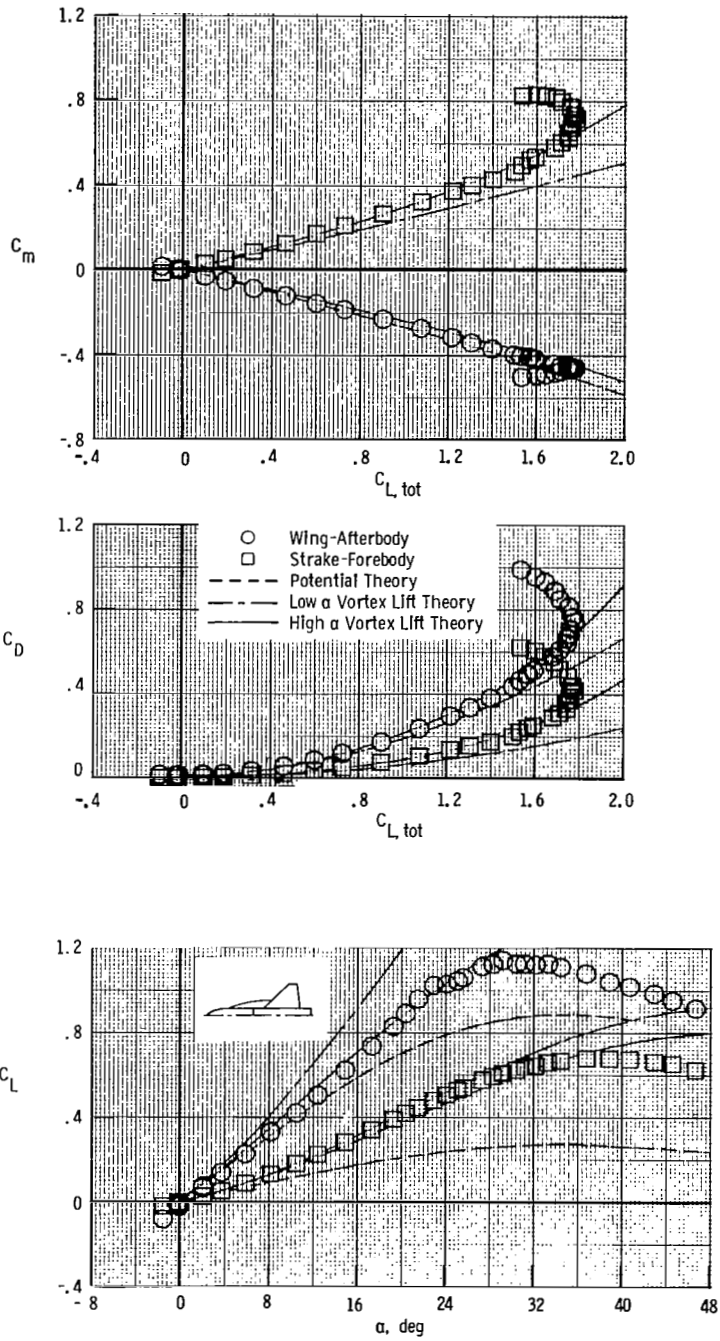 1.2
.8
.4
0
-.4
-.8
C_m
-.4 0 .4 .8 1.2 1.6 2.0
C_L, tot
1.2
.8
.4
0
C_D
Wing-Afterbody
Strake-Forebody
Potential Theory
Low α Vortex Lift Theory
High α Vortex Lift Theory
-.4 0 .4 .8 1.2 1.6 2.0
C_L, tot
1.2
.8
.4
0
-.4
C_L
-8 0 8 16 24 32 40 48
α, deg